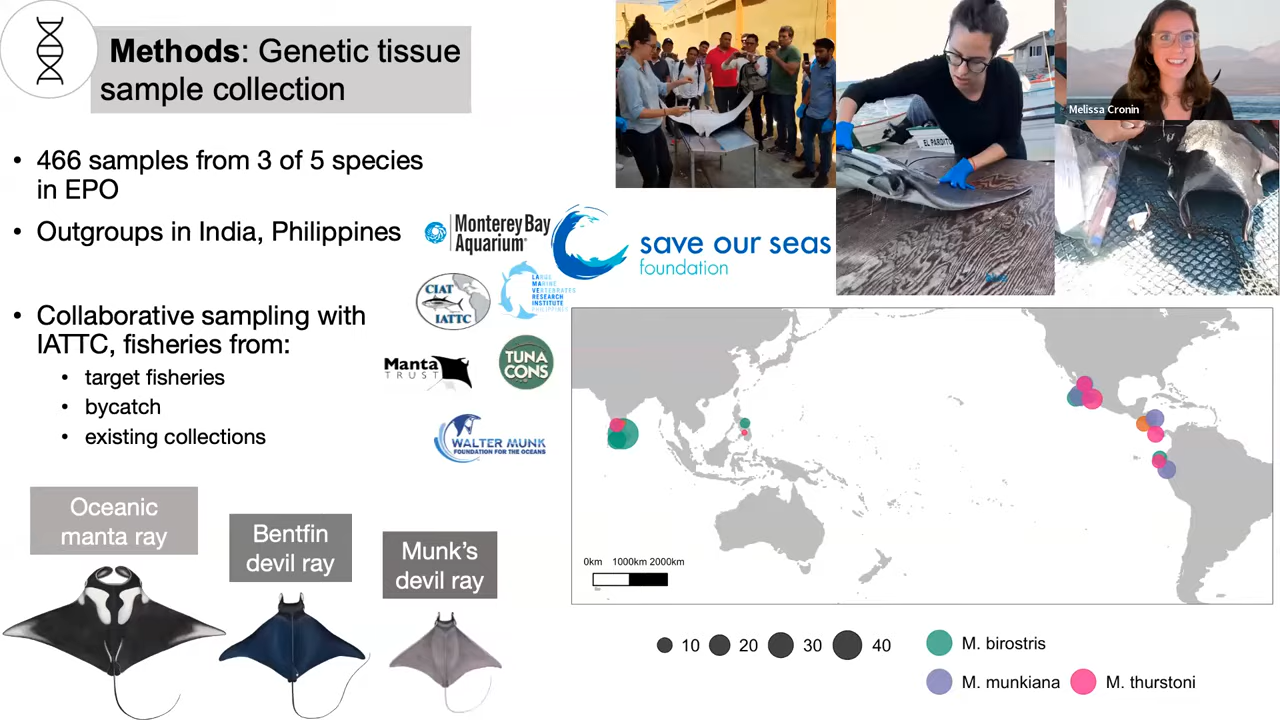 Methods: Genetic tissue
sample collection
• 466 samples from 3 of 5 species
in EPO
• Outgroups in India, Philippines
• Collaborative sampling with
IATTC, fisheries from:
• target fisheries
• bycatch
• existing collections
Monterey Bay
Aquarium
save our seas
foundation
CIAT
IATTC
LARGE
MARINE
VERTEBRATES
RESEARCH
INSTITUTE
PHILIPPINES
Manta
TRUST
TUNA
CONS
WALTER MUNK
FOUNDATION FOR THE OCEANS
EL PARDITO
Melissa Cronin
Oceanic
manta ray
Bentfin
devil ray
Munk's
devil ray
0km 1000km 2000km
10 20 30 40
M. birostris
M. munkiana M. thurstoni